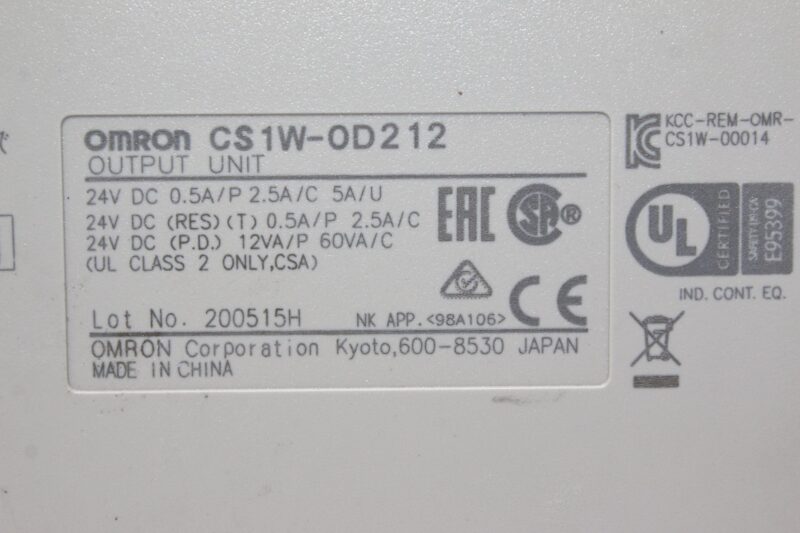 OMRON CS1W-OD212
OUTPUT UNIT
24V DC 0.5A/P 2.5A/C 5A/U
24V DC (RES)(T) 0.5A/P 2.5A/C
24V DC (P.D.) 12VA/P 60VA/C
(UL CLASS 2 ONLY,CSA)
EAC
SA®
CE
Lot No. 200515H
NK APP.<98A106>
OMRON Corporation Kyoto,600-8530 JAPAN
MADE IN CHINA
KCC-REM-OMR-
CS1W-00014
UL
CERTIFIED
SAFETY US-CA
E95399
IND. CONT. EQ.